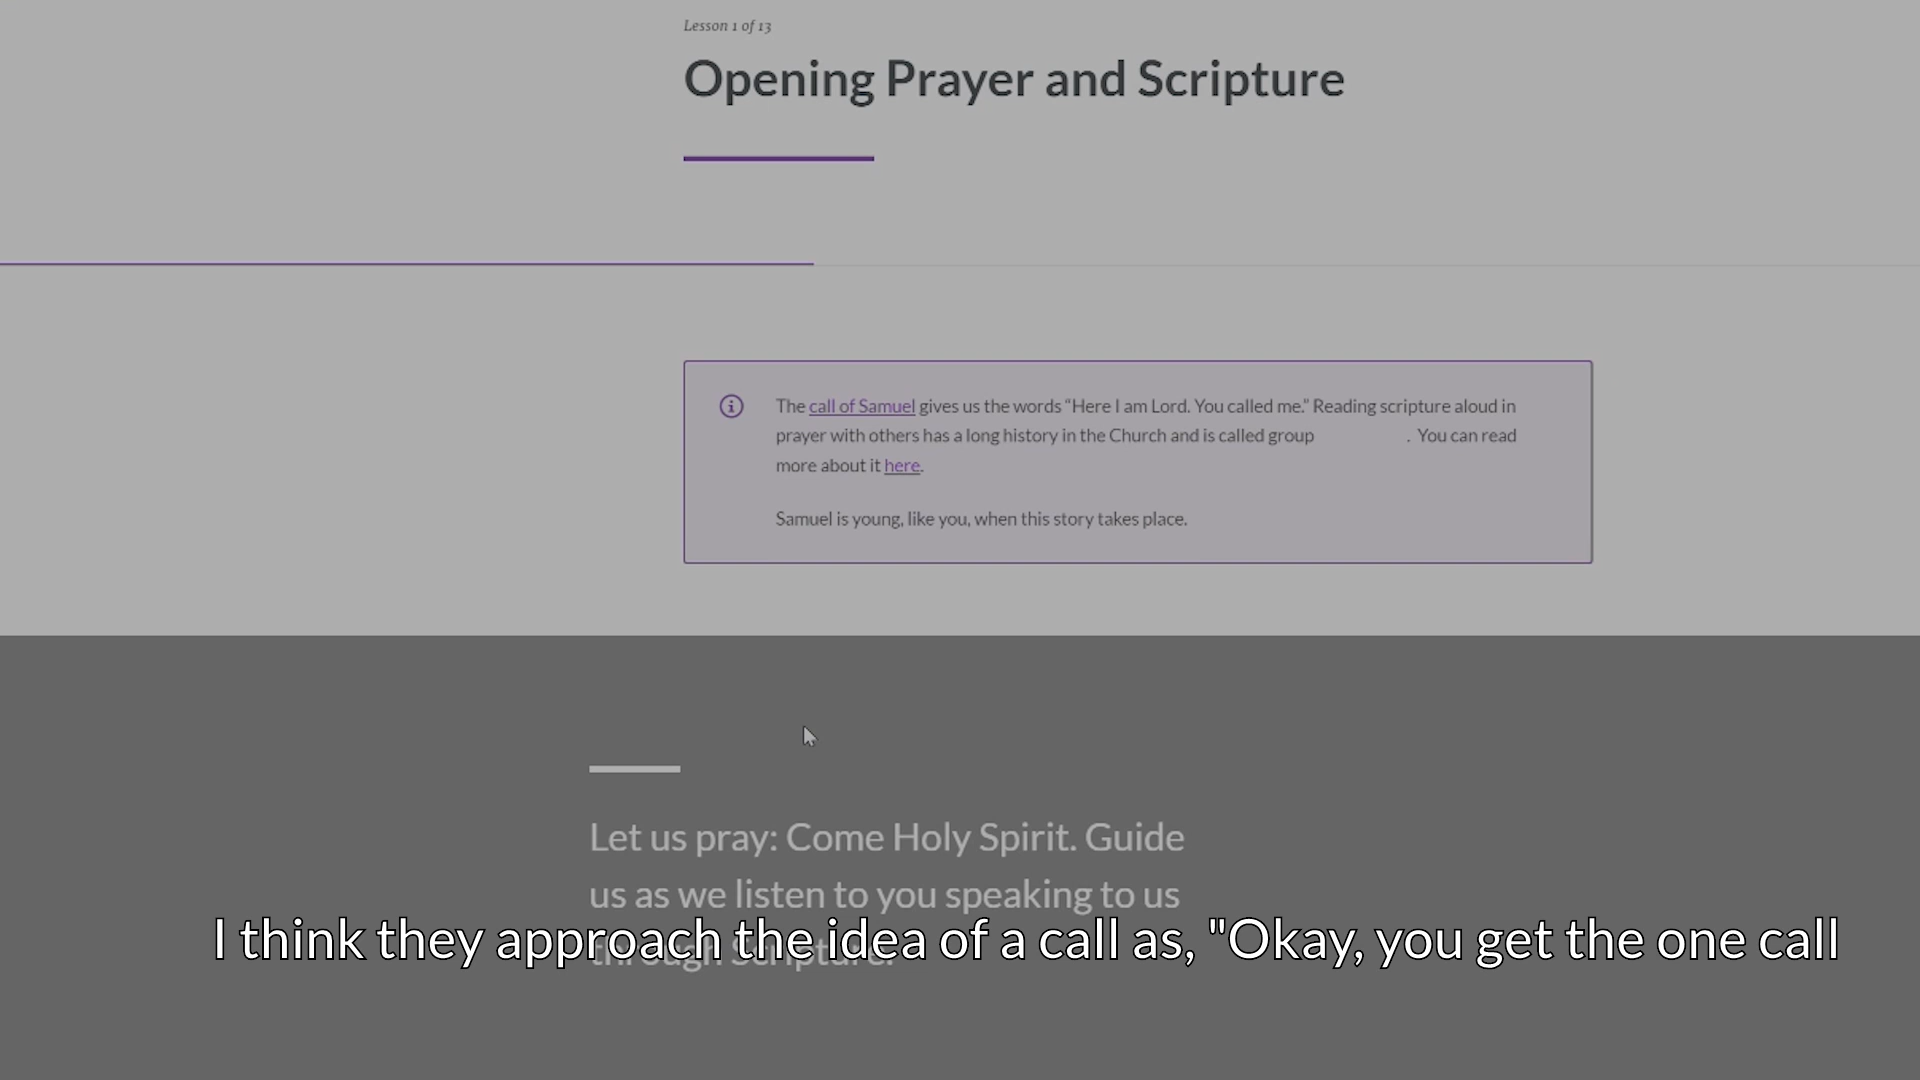 Lesson 1 of 13
Opening Prayer and Scripture
The call of Samuel gives us the words “Here I am Lord. You called me.” Reading scripture aloud in
prayer with others has a long history in the Church and is called group . You can read
more about it here.
Samuel is young, like you, when this story takes place.
Let us pray: Come Holy Spirit. Guide
us as we listen to you speaking to us
through Scripture.
I think they approach the idea of a call as, "Okay, you get the one call